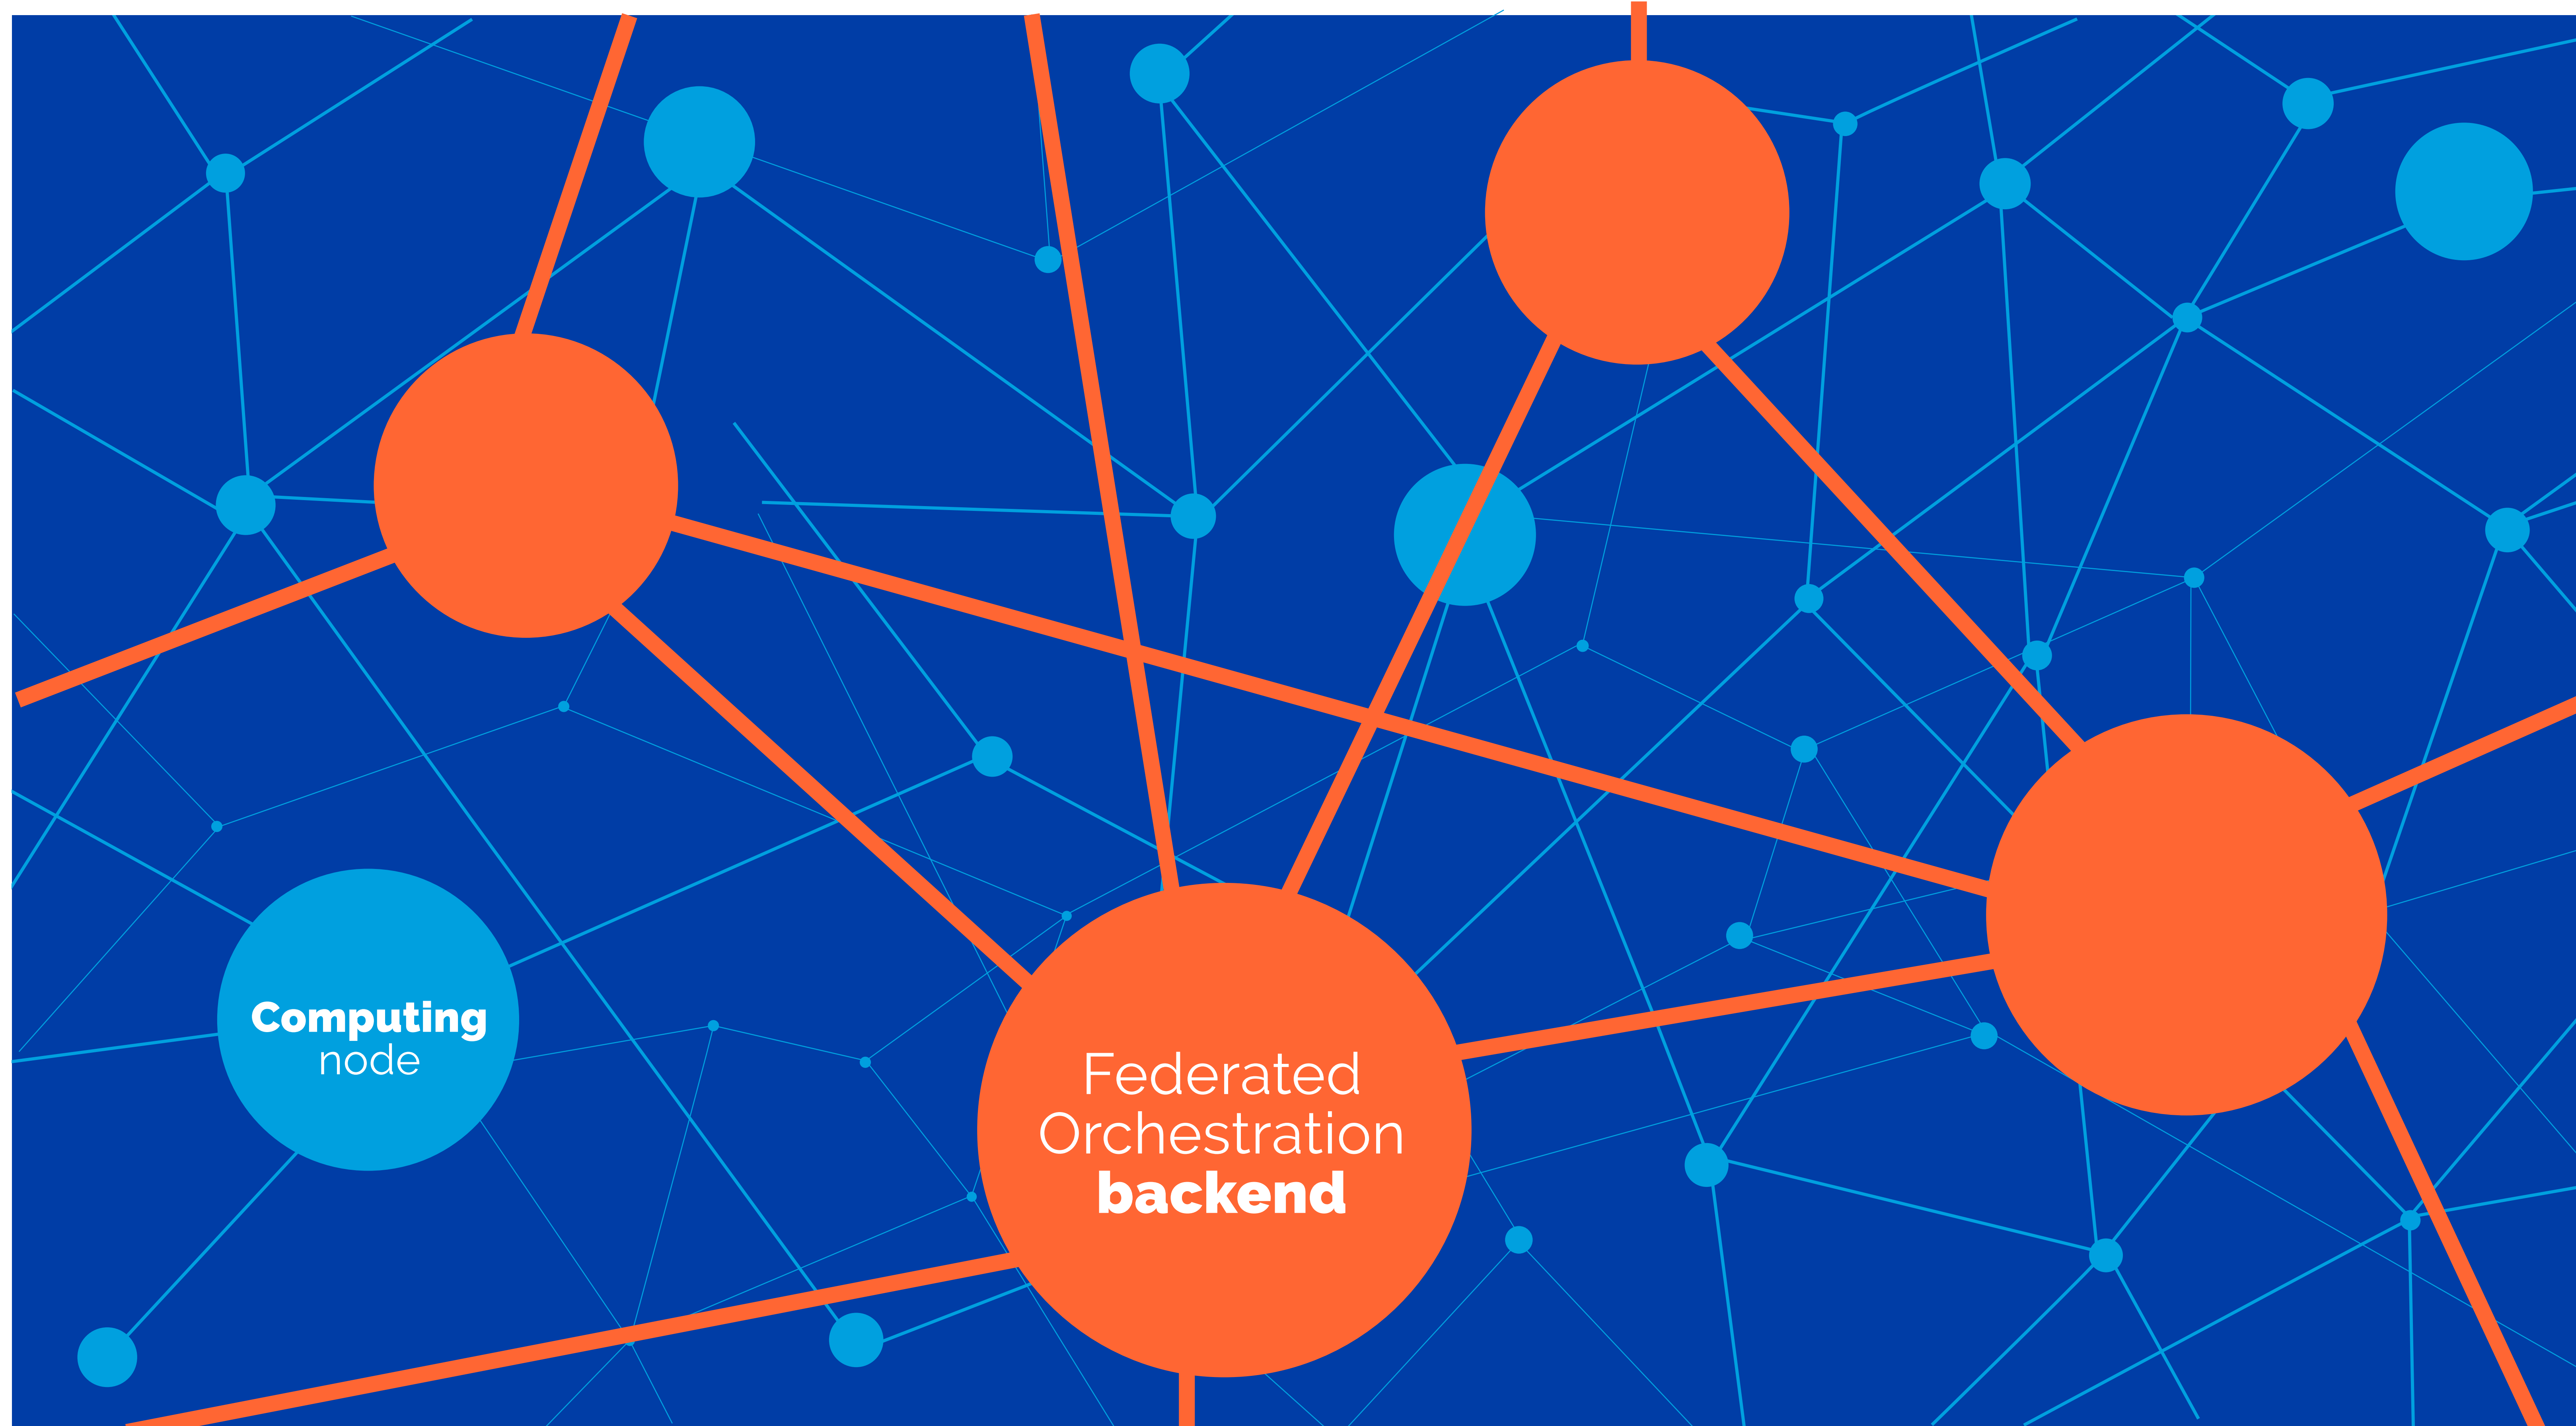 Computing
node
Federated
Orchestration
backend